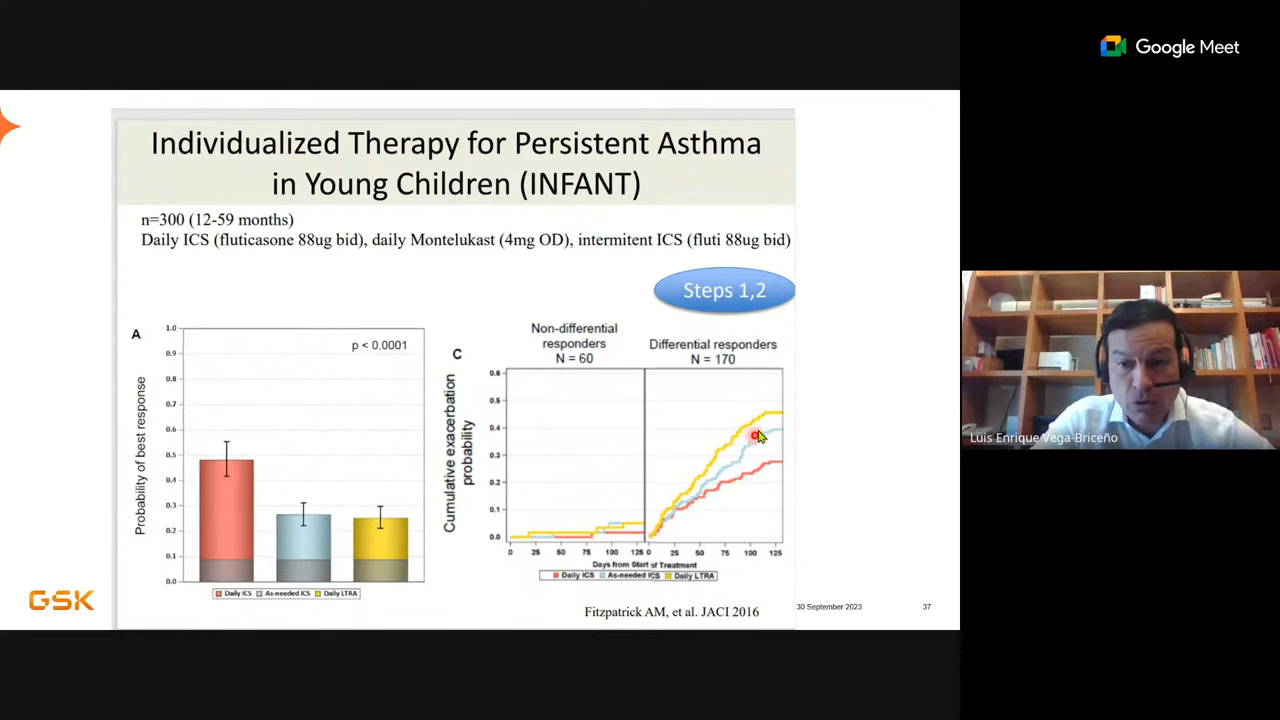 Google Meet
Individualized Therapy for Persistent Asthma
in Young Children (INFANT)
n=300 (12-59 months)
Daily ICS (fluticasone 88ug bid), daily Montelukast (4mg OD), intermitent ICS (fluti 88ug bid)
Steps 1,2
A
p < 0.0001
Probability of best response
1.0
0.9
0.8
0.7
0.6
0.5
0.4
0.3
0.2
0.1
0.0
Daily ICS As-needed ICS Daily LTRA
C
Non-differential
responders
N = 60
Differential responders
N = 170
Cumulative exacerbation
probability
0.6
0.5
0.4
0.3
0.2
0.1
0.0
0 25 50 75 100 125 0 25 50 75 100 125
Days from Start of Treatment
Daily ICS As-needed ICS Daily LTRA
Fitzpatrick AM, et al. JACI 2016
GSK
30 September 2023
37
Luis Enrique Vega-Briceño